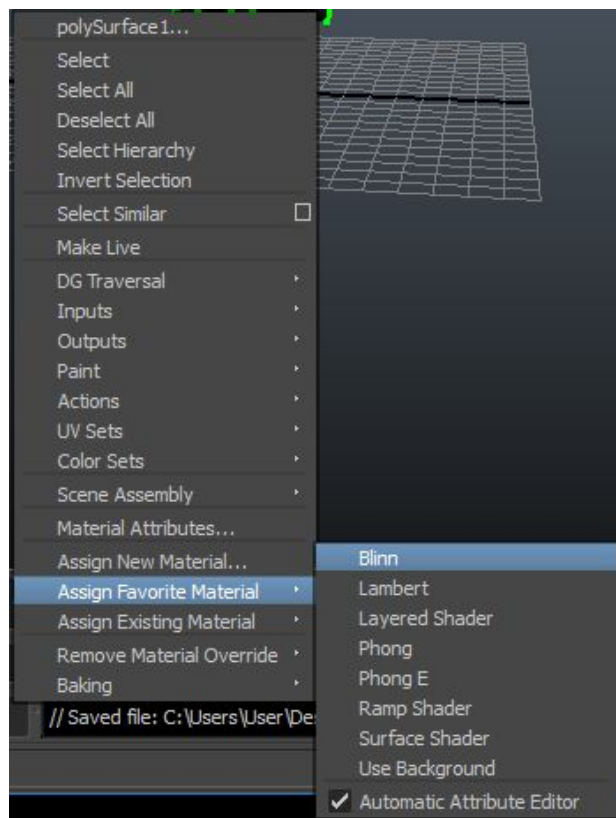 polySurface1...
Select
Select All
Deselect All
Select Hierarchy
Invert Selection
Select Similar
Make Live
DG Traversal
Inputs
Outputs
Paint
Actions
UV Sets
Color Sets
Scene Assembly
Material Attributes...
Assign New Material...
Assign Favorite Material
Assign Existing Material
Remove Material Override
Baking
// Saved file: C:\Users\User\De
Blinn
Lambert
Layered Shader
Phong
Phong E
Ramp Shader
Surface Shader
Use Background
Automatic Attribute Editor